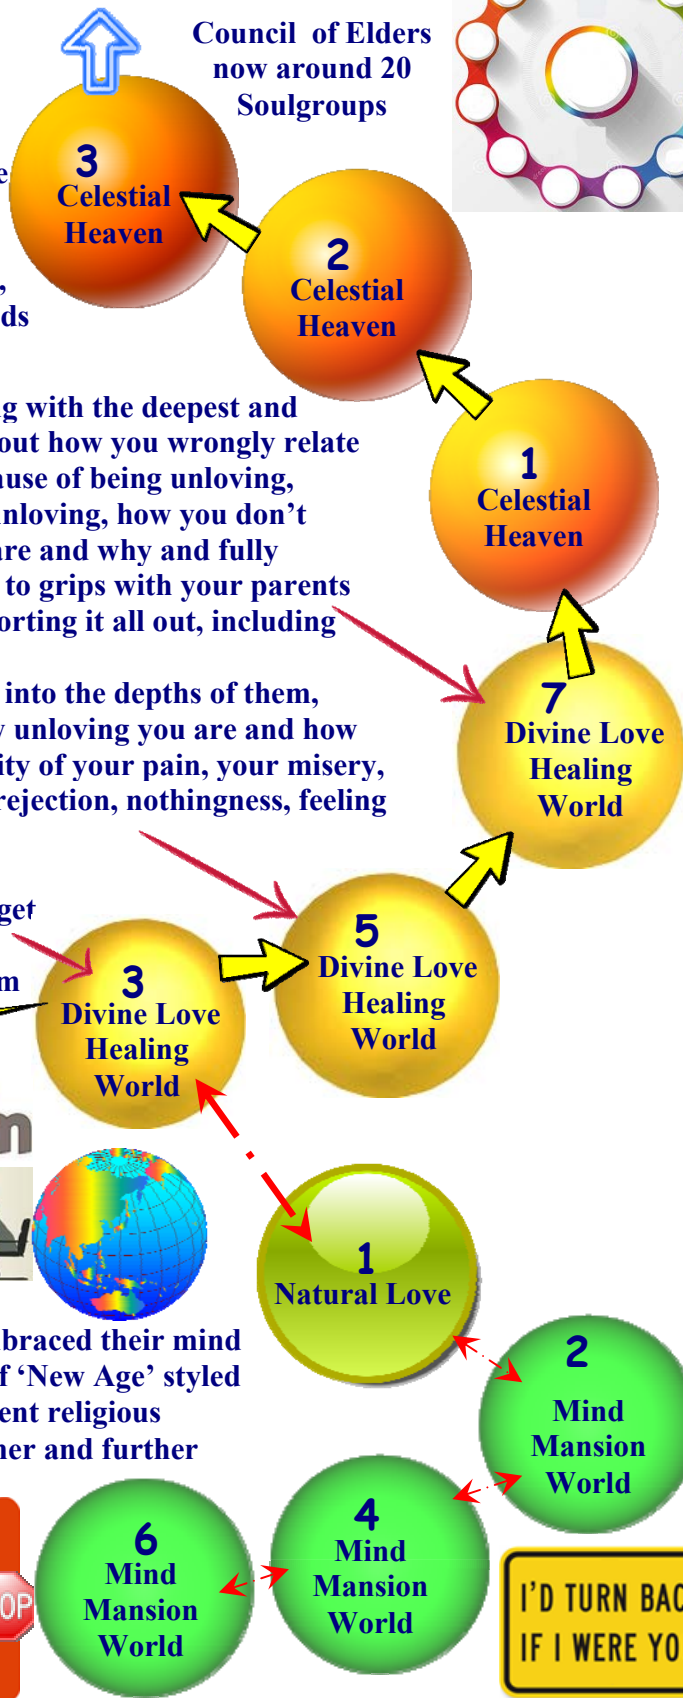 Council of Elders
now around 20
Soulgroups
3
Celestial
Heaven
2
Celestial
Heaven
1
Celestial
Heaven
g with the deepest and
out how you wrongly relate
ause of being unloving,
unloving, how you don’t
are and why and fully
to grips with your parents
orting it all out, including
into the depths of them,
unloving you are and how
ity of your pain, your misery,
rejection, nothingness, feeling
7
Divine Love
Healing
World
5
Divine Love
Healing
World
get
3
Divine Love
Healing
World
1
Natural Love
braced their mind
f ‘New Age’ styled
ent religious
her and further
2
Mind
Mansion
World
4
Mind
Mansion
World
6
Mind
Mansion
World
OP
I’D TURN BAC
IF I WERE YO